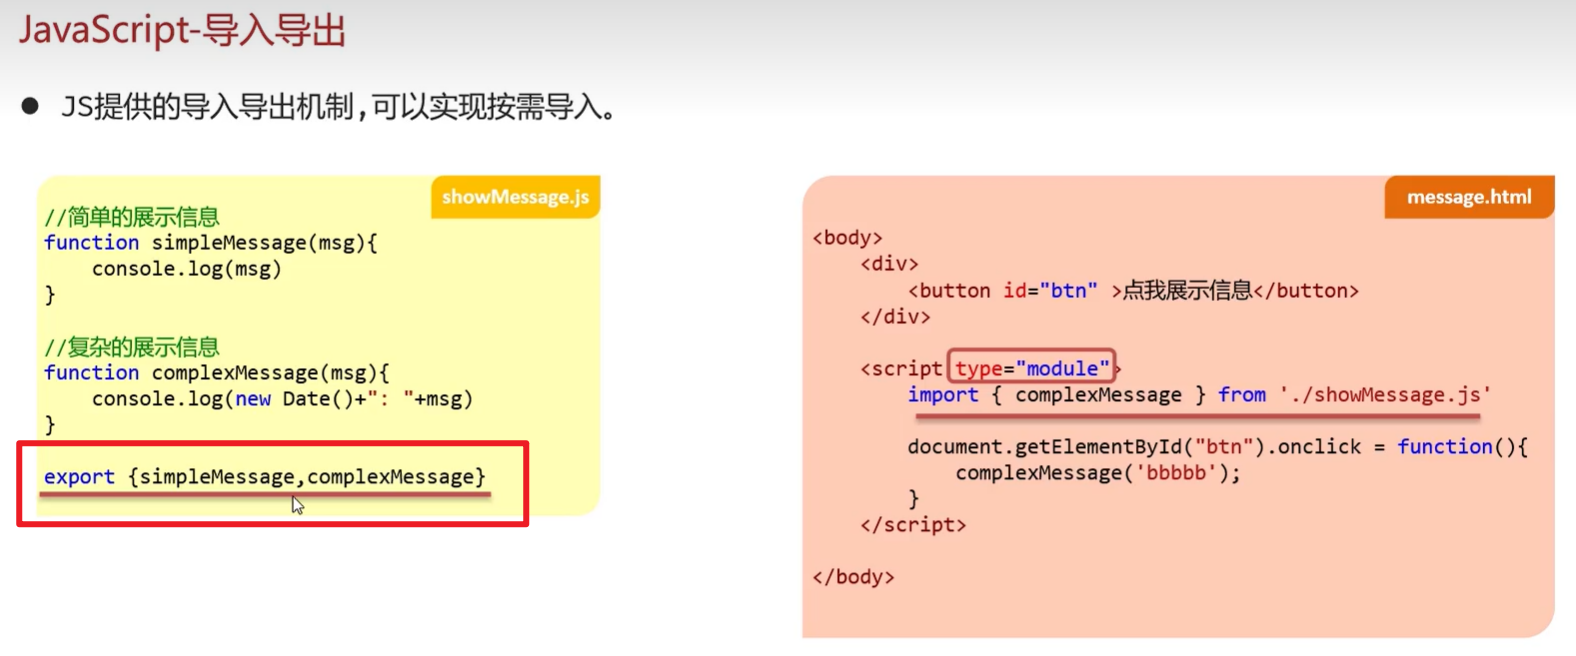 JavaScript-导入导出
● JS提供的导入导出机制,可以实现按需导入。
showMessage.js
//简单的展示信息
function simpleMessage(msg){
    console.log(msg)
}
//复杂的展示信息
function complexMessage(msg){
    console.log(new Date()+": "+msg)
}
export {simpleMessage,complexMessage}
message.html
<body>
    <div>
        <button id="btn" >点我展示信息</button>
    </div>
    <script type="module">
        import { complexMessage } from './showMessage.js'
        document.getElementById("btn").onclick = function(){
            complexMessage('bbbbb');
        }
    </script>
</body>